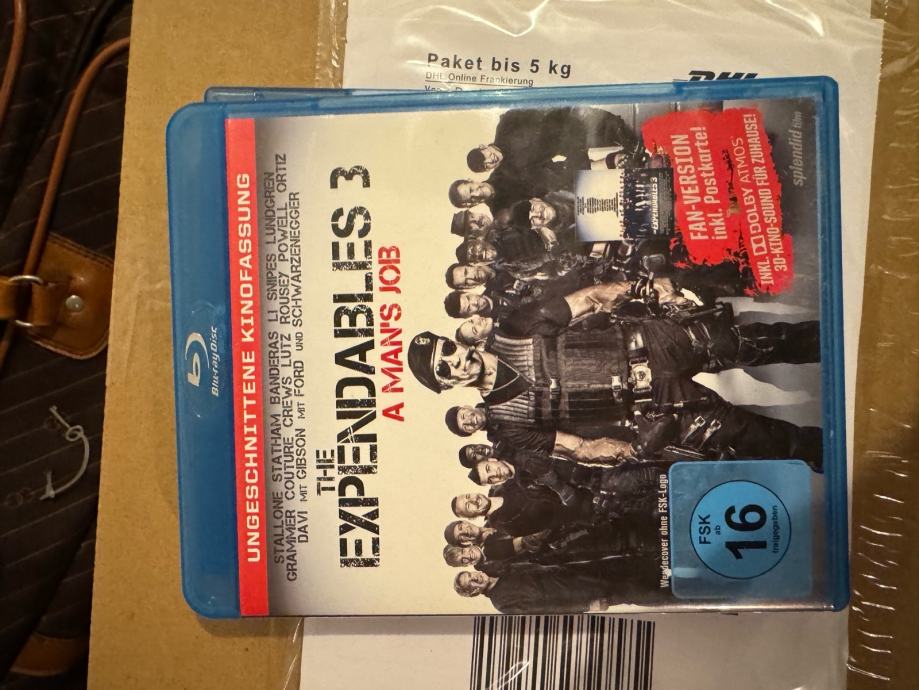 Paket bis 5 kg
DHL Online Frankierung
DHL
Blu-ray Disc
UNGESCHNITTENE KINOFASSUNG
STALLONE STATHAM BANDERAS LI SNIPES LUNDGREN
GRAMMER COUTURE CREWS LUTZ ROUSEY POWELL ORTIZ
DAVI MIT GIBSON MIT FORD UND SCHWARZENEGGER
THE
EXPENDABLES 3
A MAN'S JOB
FAN-VERSION
inkl. Postkarte!
INKL. DOLBY ATMOS
3D-KINO-SOUND FÜR ZUHAUSE!
splendid film
EXPENDABLES 3
Wendecover ohne FSK-Logo
FSK
ab
16
freigegeben